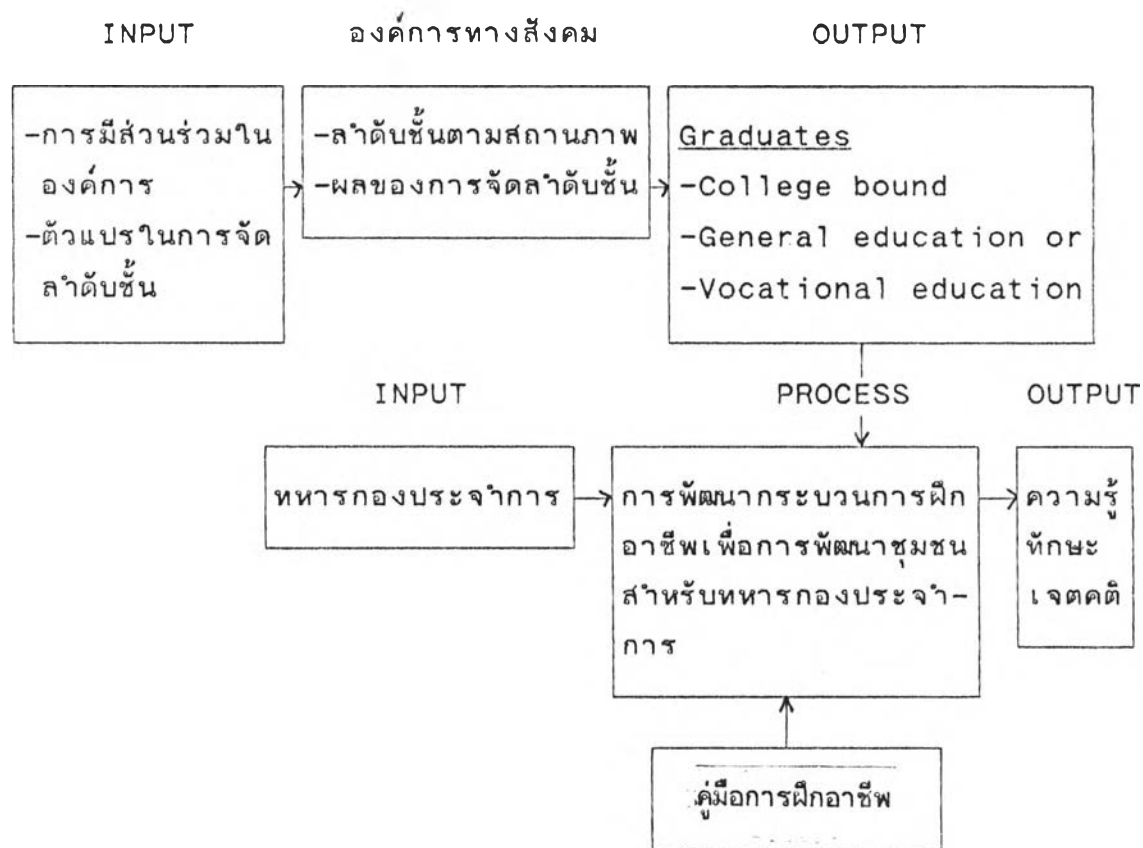 INPUT
องค์การทางสังคม
OUTPUT
-การมีส่วนร่วมใน
องค์การ
-ตัวแปรในการจัด
ลำดับชั้น
-ลำดับชั้นตามสถานภาพ
-ผลของการจัดลำดับชั้น
Graduates
-College bound
-General education or
-Vocational education
INPUT
PROCESS
OUTPUT
ทหารกองประจำการ
การพัฒนากระบวนการฝึก
อาชีพเพื่อการพัฒนาชุมชน
สำหรับทหารกองประจำ-
การ
ความรู้
ทักษะ
เจตคติ
คู่มือการฝึกอาชีพ